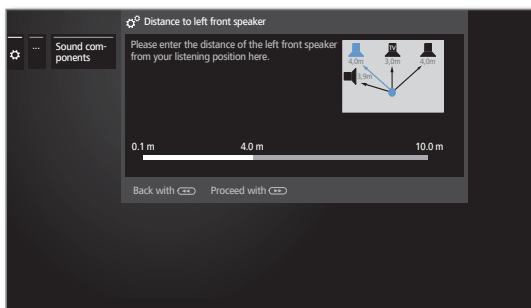 Distance to left front speaker
...
Sound com-
ponents
Please enter the distance of the left front speaker
from your listening position here.
TV
4,0m 3,0m 4,0m
3,9m
0.1 m 4.0 m 10.0 m
Back with Proceed with